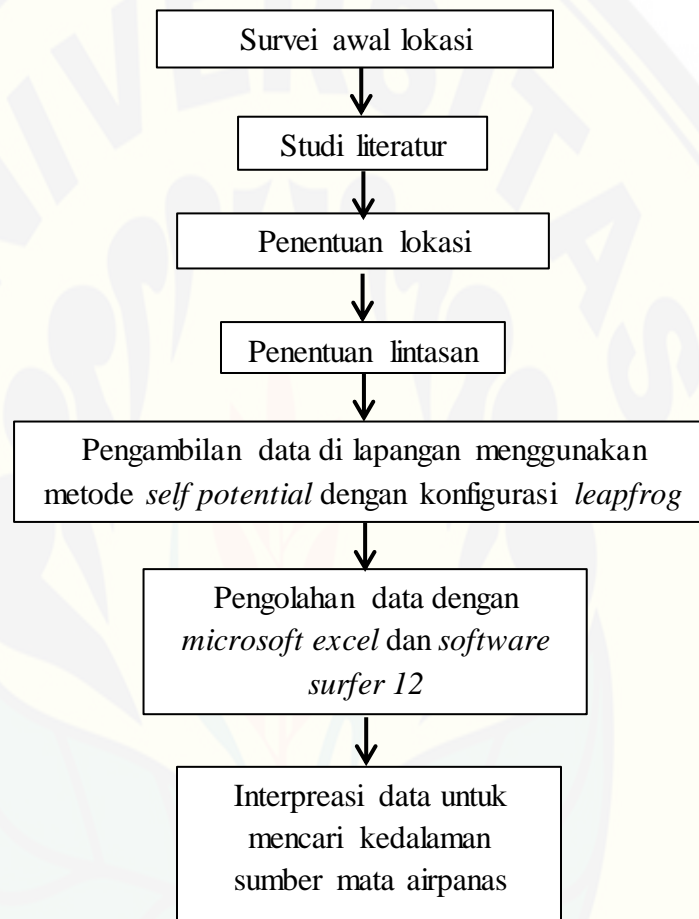 UNIVERSITAS
Survei awal lokasi
Studi literatur
Penentuan lokasi
Penentuan lintasan
Pengambilan data di lapangan menggunakan
metode self potential dengan konfigurasi leapfrog
Pengolahan data dengan
microsoft excel dan software
surfer 12
Interpreasi data untuk
mencari kedalaman
sumber mata airpanas